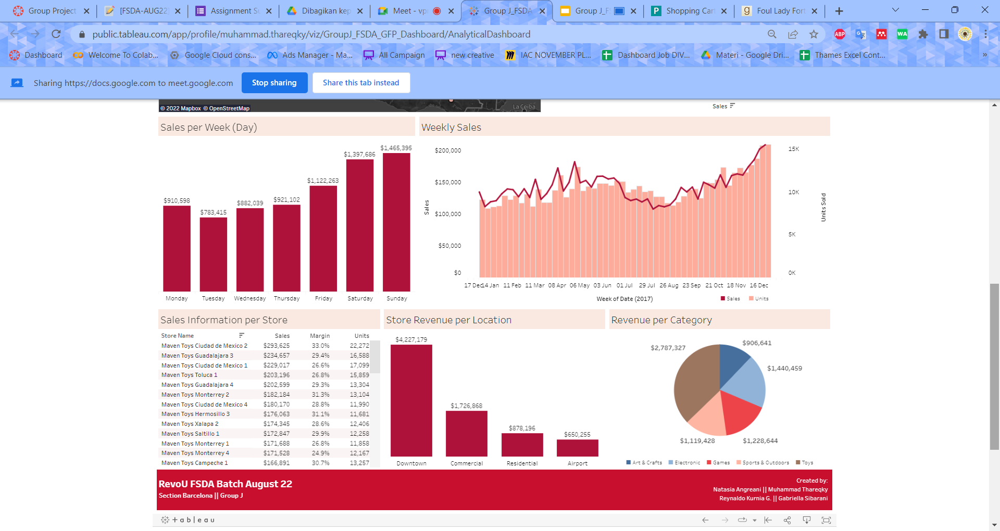 Group Project
[FSDA-AUG22]
Assignment Su
Dibagikan kep
Meet - vp
Group J_FSDA
Group J_F
Shopping Car
Foul Lady For
public.tableau.com/app/profile/muhammad.thareqky/viz/GroupJ_FSDA_GFP_Dashboard/AnalyticalDashboard
ABP
WA
Dashboard
Welcome To Colab...
Google Cloud cons...
Ads Manager - Ma...
All Campaign
new creative
IAC NOVEMBER PL...
Dashboard Job DIV...
Materi - Google Dri...
Thames Excel Cont...
»
Sharing https://docs.google.com to meet.google.com
Stop sharing
Share this tab instead
© 2022 Mapbox © OpenStreetMap
La Ceiba
Sales
Sales per Week (Day)
$910,598
$783,415
$882,039
$921,102
$1,122,263
$1,397,686
$1,465,395
Monday Tuesday Wednesday Thursday Friday Saturday Sunday
Weekly Sales
$200,000
$150,000
$100,000
$50,000
$0
Sales
15K
10K
5K
0K
Units Sold
17 Dec 14 Jan 11 Feb 11 Mar 08 Apr 06 May 03 Jun 01 Jul 29 Jul 26 Aug 23 Sep 21 Oct 18 Nov 16 Dec
Week of Date (2017)
Sales Units
Sales Information per Store
Store Name Sales Margin Units
Maven Toys Ciudad de Mexico 2 $293,625 33.0% 22,272
Maven Toys Guadalajara 3 $234,657 29.4% 16,588
Maven Toys Ciudad de Mexico 1 $229,017 26.6% 17,099
Maven Toys Toluca 1 $203,196 26.8% 15,859
Maven Toys Guadalajara 4 $202,599 29.3% 13,304
Maven Toys Monterrey 2 $182,184 31.3% 13,104
Maven Toys Ciudad de Mexico 4 $180,170 28.8% 11,990
Maven Toys Hermosillo 3 $176,063 31.1% 11,681
Maven Toys Xalapa 2 $174,345 28.6% 12,406
Maven Toys Saltillo 1 $172,847 29.9% 12,258
Maven Toys Monterrey 1 $171,688 26.8% 11,858
Maven Toys Monterrey 4 $171,528 24.9% 12,167
Maven Toys Campeche 1 $166,891 30.7% 13,257
Store Revenue per Location
$4,227,179
$1,726,868
$878,196
$650,255
Downtown Commercial Residential Airport
Revenue per Category
$2,787,327
$906,641
$1,440,459
$1,119,428
$1,228,644
Art & Crafts Electronic Games Sports & Outdoors Toys
RevoU FSDA Batch August 22
Section Barcelona || Group J
Created by:
Natasia Angreani || Muhammad Thareqky
Reynaldo Kurnia G. || Gabriella Sibarani
+ a b | e a u